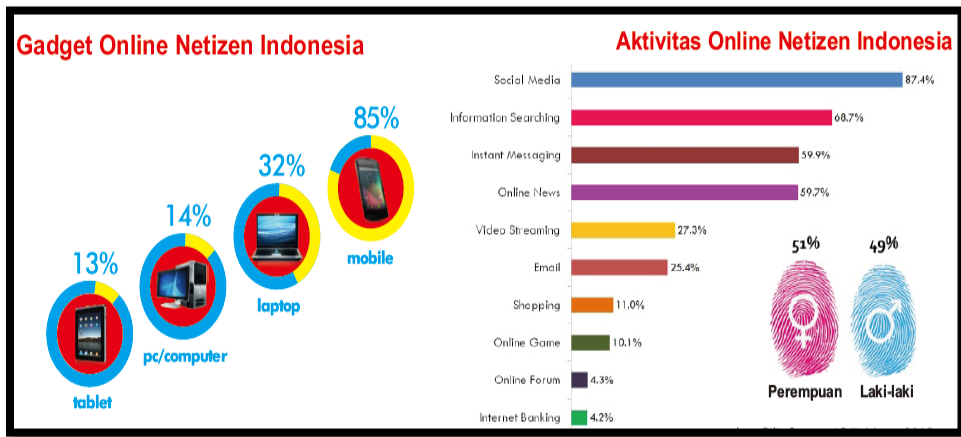 Gadget Online Netizen Indonesia
85%
32%
14%
13%
mobile
laptop
pc/computer
tablet
Aktivitas Online Netizen Indonesia
Social Media 87.4%
Information Searching 68.7%
Instant Messaging 59.9%
Online News 59.7%
Video Streaming 27.3%
Email 25.4%
Shopping 11.0%
Online Game 10.1%
Online Forum 4.3%
Internet Banking 4.2%
51% 49%
Perempuan Laki-laki